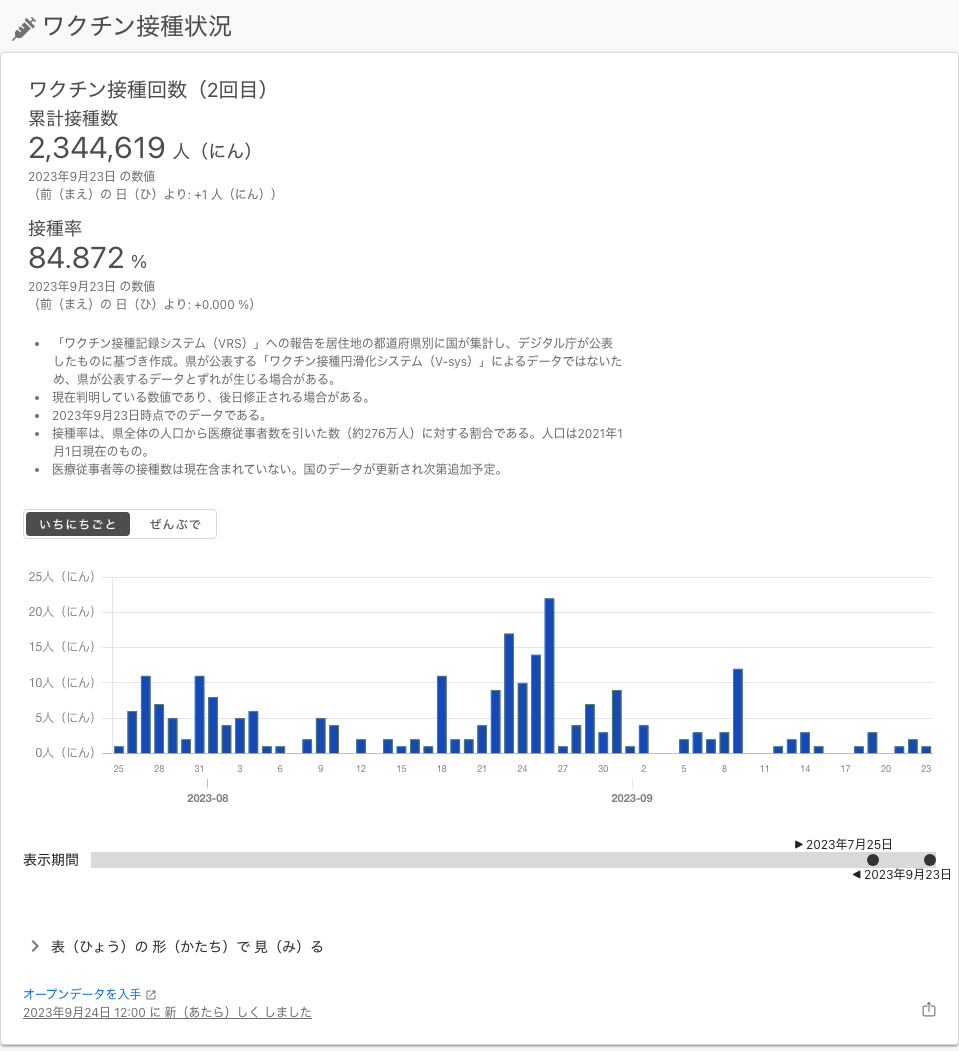 ワクチン接種状況
ワクチン接種回数（2回目）
累計接種数
2,344,619 人（にん）
2023年9月23日 の数値
（前（まえ）の 日（ひ）より: +1 人（にん））
接種率
84.872 %
2023年9月23日 の数値
（前（まえ）の 日（ひ）より: +0.000 %）
• 「ワクチン接種記録システム（VRS）」への報告を居住地の都道府県別に国が集計し、デジタル庁が公表
したものに基づき作成。県が公表する「ワクチン接種円滑化システム（V-sys）」によるデータではないた
め、県が公表するデータとずれが生じる場合がある。
• 現在判明している数値であり、後日修正される場合がある。
• 2023年9月23日時点でのデータである。
• 接種率は、県全体の人口から医療従事者数を引いた数（約276万人）に対する割合である。人口は2021年1
月1日現在のもの。
• 医療従事者等の接種数は現在含まれていない。国のデータが更新され次第追加予定。
いちにちごと ぜんぶで
25人（にん）
20人（にん）
15人（にん）
10人（にん）
5人（にん）
0人（にん）
25 28 31 3 6 9 12 15 18 21 24 27 30 2 5 8 11 14 17 20 23
2023-08 2023-09
▶ 2023年7月25日
表示期間
◀ 2023年9月23日
表（ひょう）の 形（かたち）で 見（み）る
オープンデータを入手
2023年9月24日 12:00 に 新（あたら）しく しました